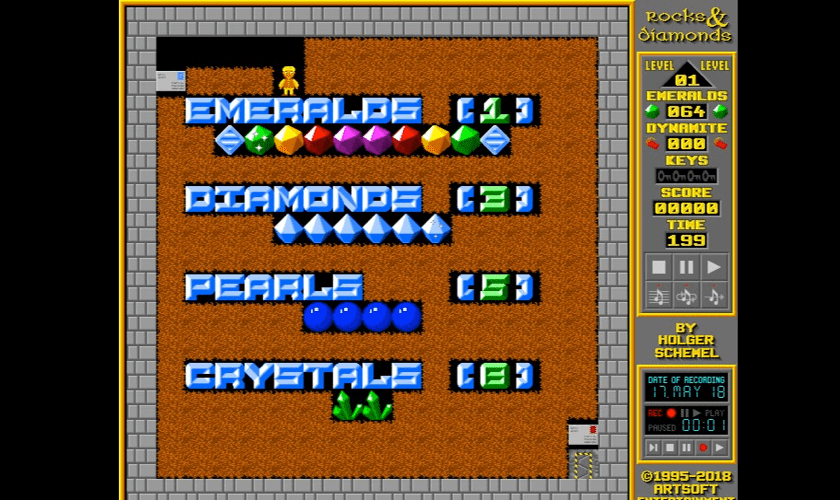 Rocks&
diamonds
LEVEL LEVEL
01
EMERALDS
064
DYNAMITE
000
KEYS
SCORE
00000
TIME
199
BY
HOLGER
SCHEMEL
DATE OF RECORDING
17.MAY 18
REC PLAY
PAUSED 00:01
©1995-2018
ARTSOFT
ENTERTAINMENT
EMERALDS (1)
DIAMONDS (3)
PEARLS (5)
CRYSTALS (8)